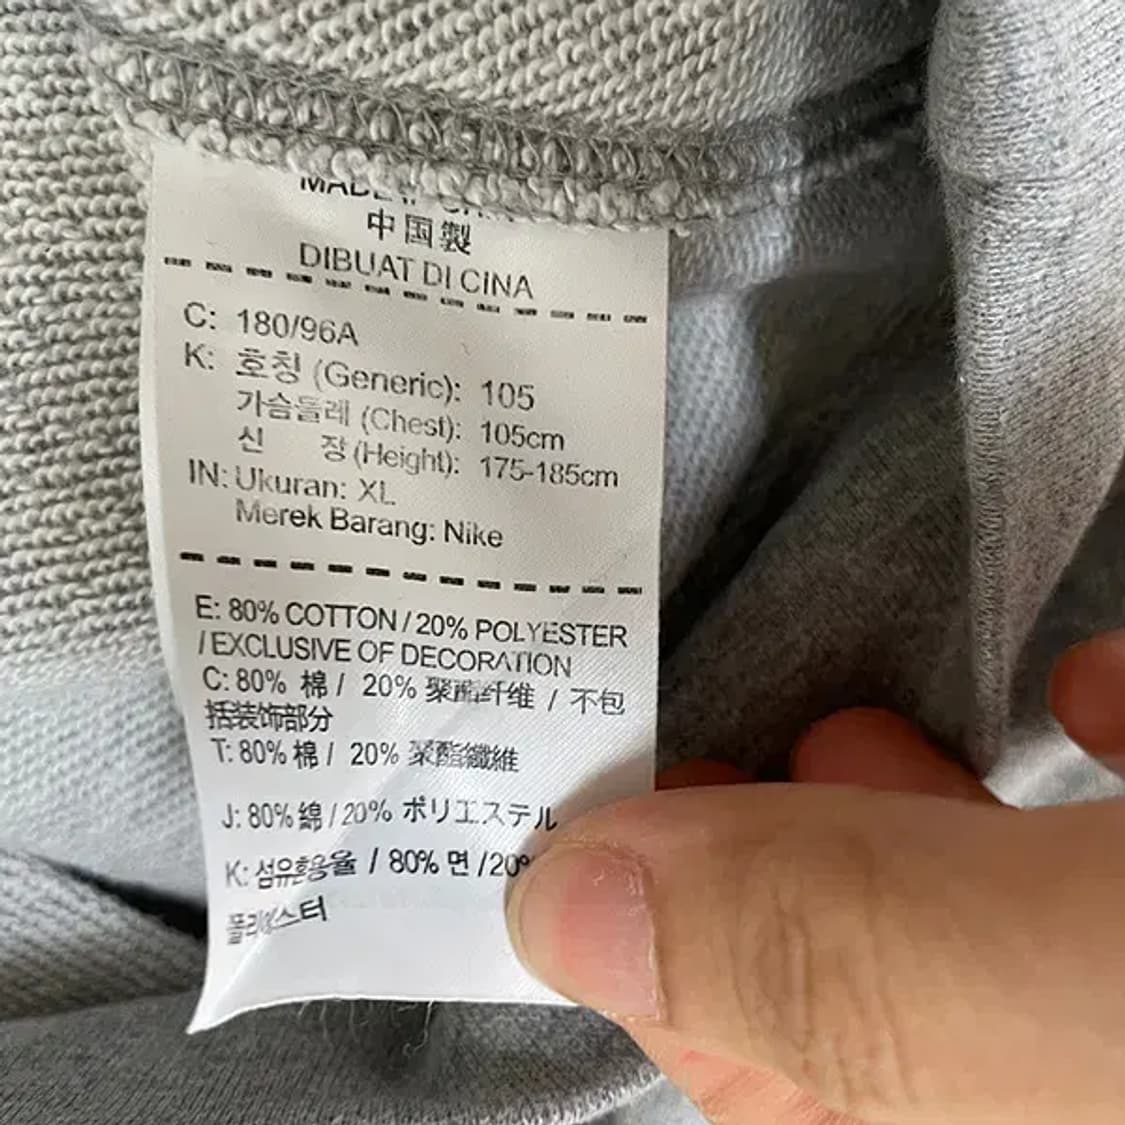 MADE IN CHINA
中国製
DIBUAT DI CINA
C: 180/96A
K: 호칭 (Generic): 105
가슴둘레 (Chest): 105cm
신 장 (Height): 175-185cm
IN: Ukuran: XL
Merek Barang: Nike
E: 80% COTTON / 20% POLYESTER
/ EXCLUSIVE OF DECORATION
C: 80% 棉 / 20% 聚酯纤维 / 不包
括装饰部分
T: 80% 棉 / 20% 聚酯纖維
J: 80% 綿 / 20% ポリエステル
K: 섬유혼용율 / 80% 면 / 20%
폴리에스터